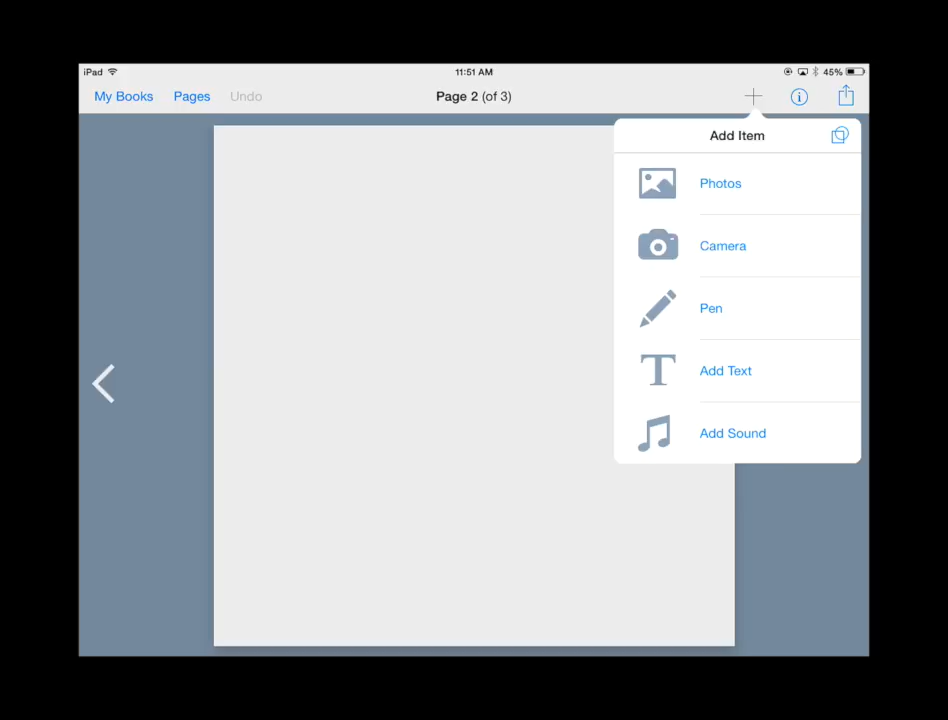 iPad 11:51 AM 45%
My Books Pages Undo Page 2 (of 3)
Add Item
Photos
Camera
Pen
Add Text
Add Sound